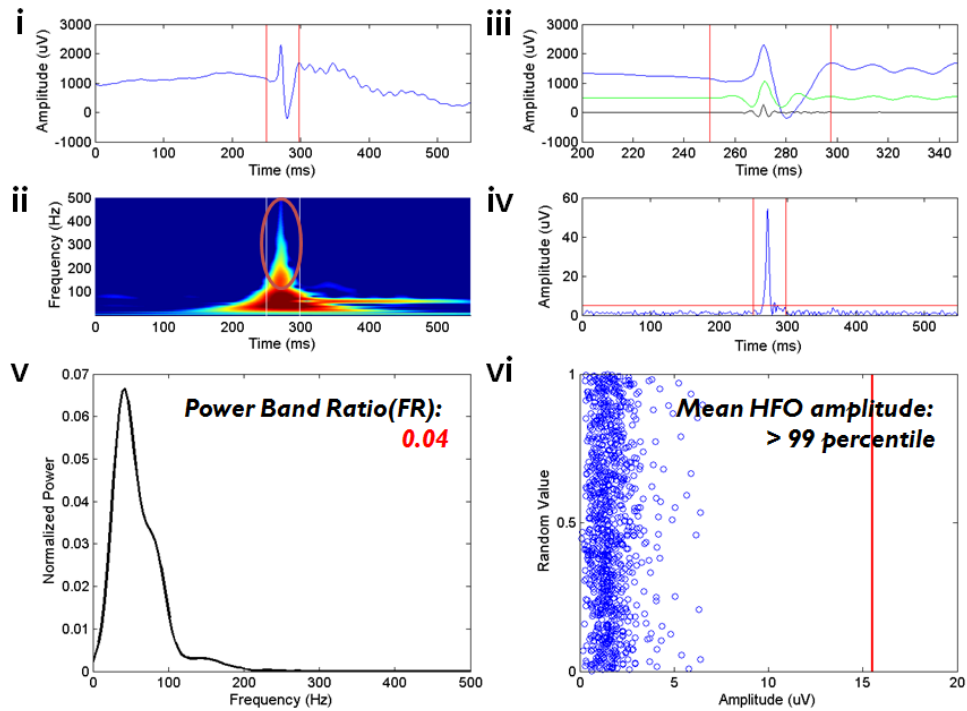 i
3000
2000
1000
0
-1000
Amplitude (uV)
0 100 200 300 400 500
Time (ms)
iii
3000
2000
1000
0
-1000
Amplitude (uV)
200 220 240 260 280 300 320 340
Time (ms)
ii
500
400
300
200
100
Frequency (Hz)
0 100 200 300 400 500
Time (ms)
iv
60
40
20
0
Amplitude (uV)
0 100 200 300 400 500
Time (ms)
v
0.07
0.06
0.05
0.04
0.03
0.02
0.01
0
Normalized Power
Power Band Ratio(FR):
0.04
0 100 200 300 400 500
Frequency (Hz)
vi
1
0.5
0
Random Value
Mean HFO amplitude:
> 99 percentile
0 5 10 15 20
Amplitude (uV)